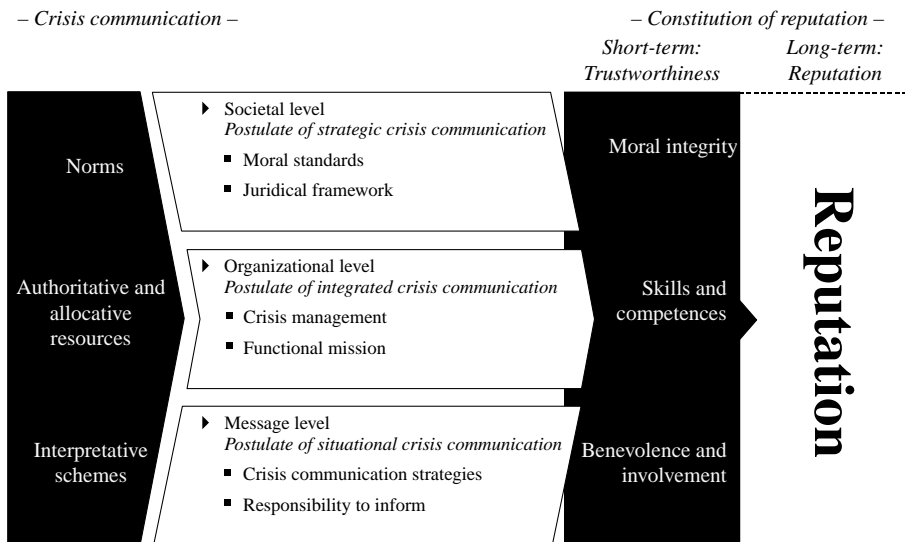 – Crisis communication –
– Constitution of reputation –
Short-term:
Trustworthiness
Long-term:
Reputation
Norms
Societal level
Postulate of strategic crisis communication
Moral standards
Juridical framework
Moral integrity
Authoritative and
allocative
resources
Organizational level
Postulate of integrated crisis communication
Crisis management
Functional mission
Skills and
competences
Interpretative
schemes
Message level
Postulate of situational crisis communication
Crisis communication strategies
Responsibility to inform
Benevolence and
involvement
Reputation